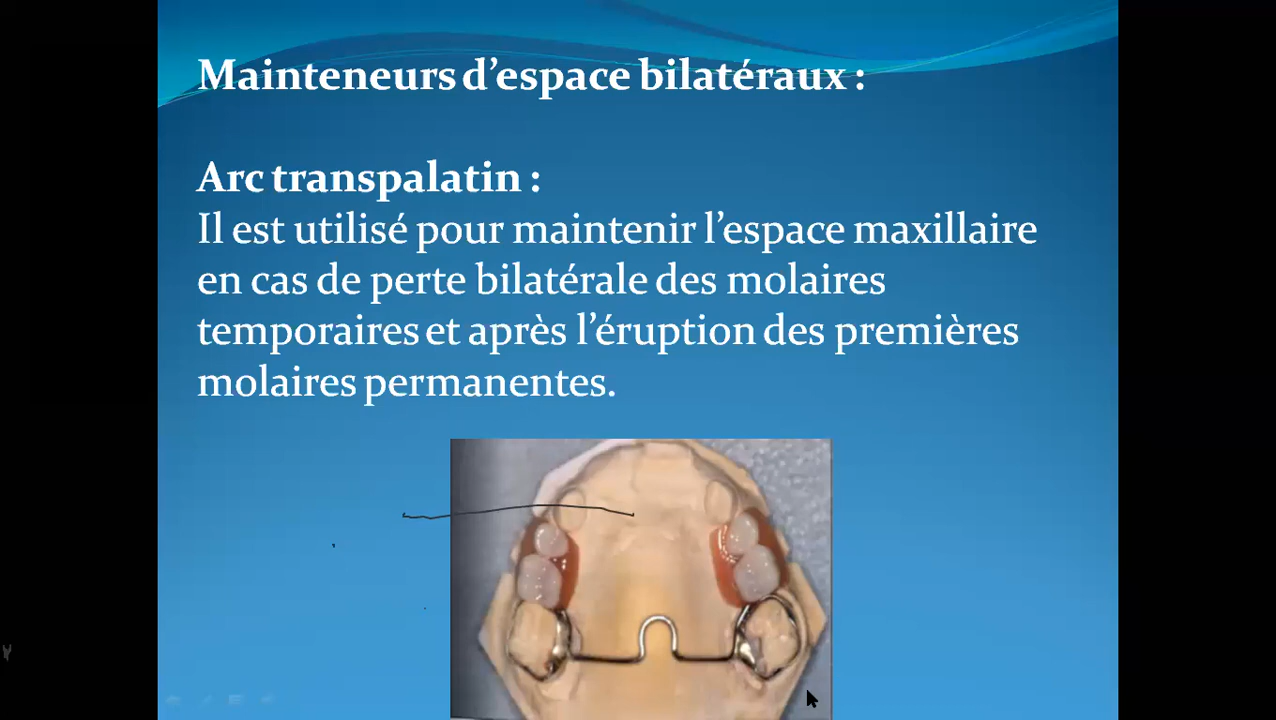 Mainteneurs d’espace bilatéraux :
Arc transpalatin :
Il est utilisé pour maintenir l’espace maxillaire
en cas de perte bilatérale des molaires
temporaires et après l’éruption des premières
molaires permanentes.